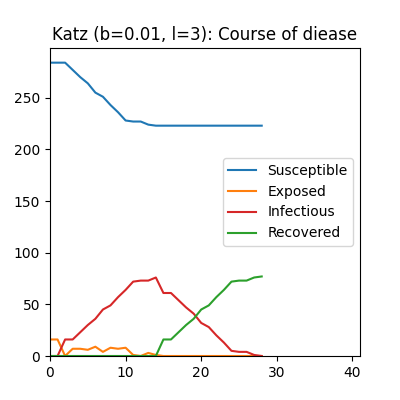 Katz (b=0.01, l=3): Course of diease
250
200
150
100
50
0
Susceptible
Exposed
Infectious
Recovered
0 10 20 30 40